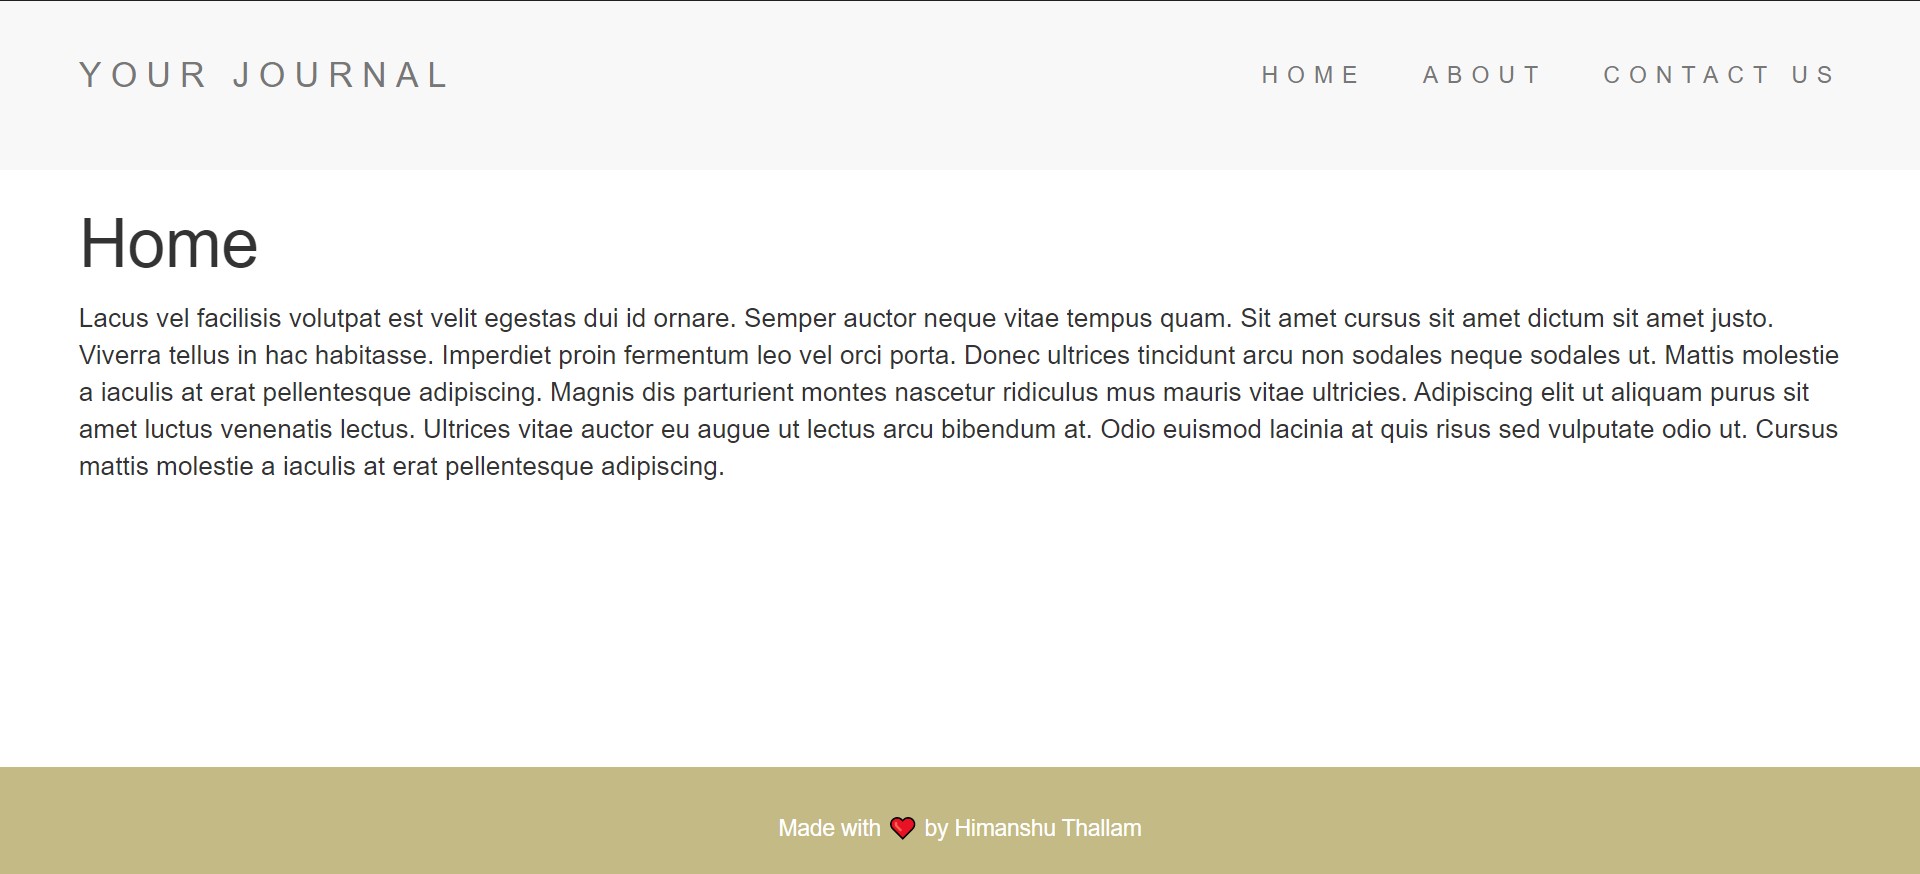 YOUR JOURNAL
HOME ABOUT CONTACT US
Home
Lacus vel facilisis volutpat est velit egestas dui id ornare. Semper auctor neque vitae tempus quam. Sit amet cursus sit amet dictum sit amet justo.
Viverra tellus in hac habitasse. Imperdiet proin fermentum leo vel orci porta. Donec ultrices tincidunt arcu non sodales neque sodales ut. Mattis molestie
a iaculis at erat pellentesque adipiscing. Magnis dis parturient montes nascetur ridiculus mus mauris vitae ultricies. Adipiscing elit ut aliquam purus sit
amet luctus venenatis lectus. Ultrices vitae auctor eu augue ut lectus arcu bibendum at. Odio euismod lacinia at quis risus sed vulputate odio ut. Cursus
mattis molestie a iaculis at erat pellentesque adipiscing.
Made with ❤️ by Himanshu Thallam